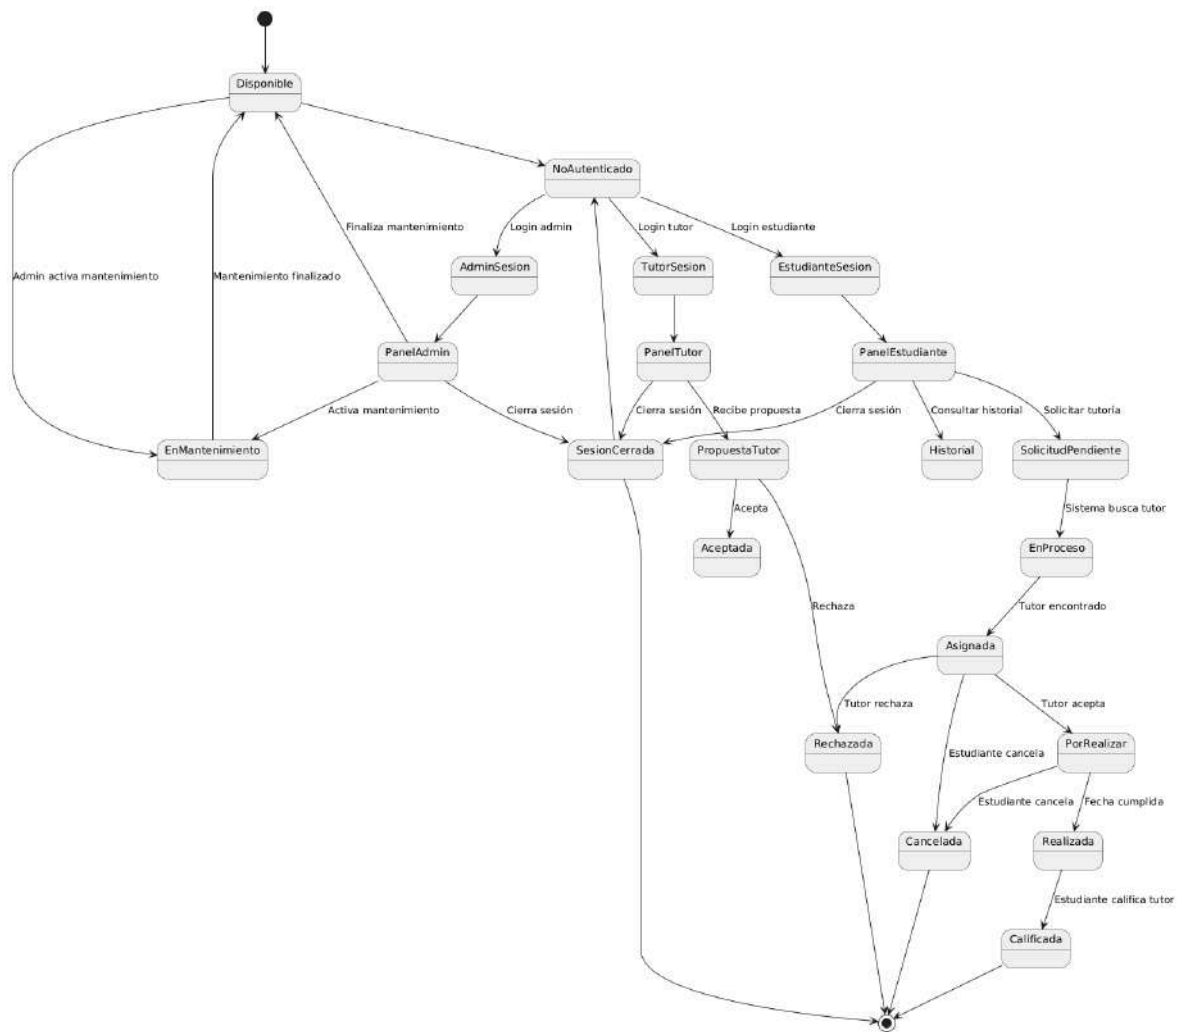 Disponible
NoAutenticado
Finaliza mantenimiento
Login admin
Login tutor
Login estudiante
Admin activa mantenimiento
Mantenimiento finalizado
AdminSesion
TutorSesion
EstudianteSesion
PanelAdmin
PanelTutor
PanelEstudiante
Activa mantenimiento
Cierra sesión
Cierra sesión
Recibe propuesta
Cierra sesión
Consultar historial
Solicitar tutoría
EnMantenimiento
SesionCerrada
PropuestaTutor
Historial
SolicitudPendiente
Acepta
Sistema busca tutor
Aceptada
EnProceso
Rechaza
Tutor encontrado
Asignada
Tutor rechaza
Tutor acepta
Rechazada
PorRealizar
Estudiante cancela
Estudiante cancela
Fecha cumplida
Cancelada
Realizada
Estudiante califica tutor
Calificada